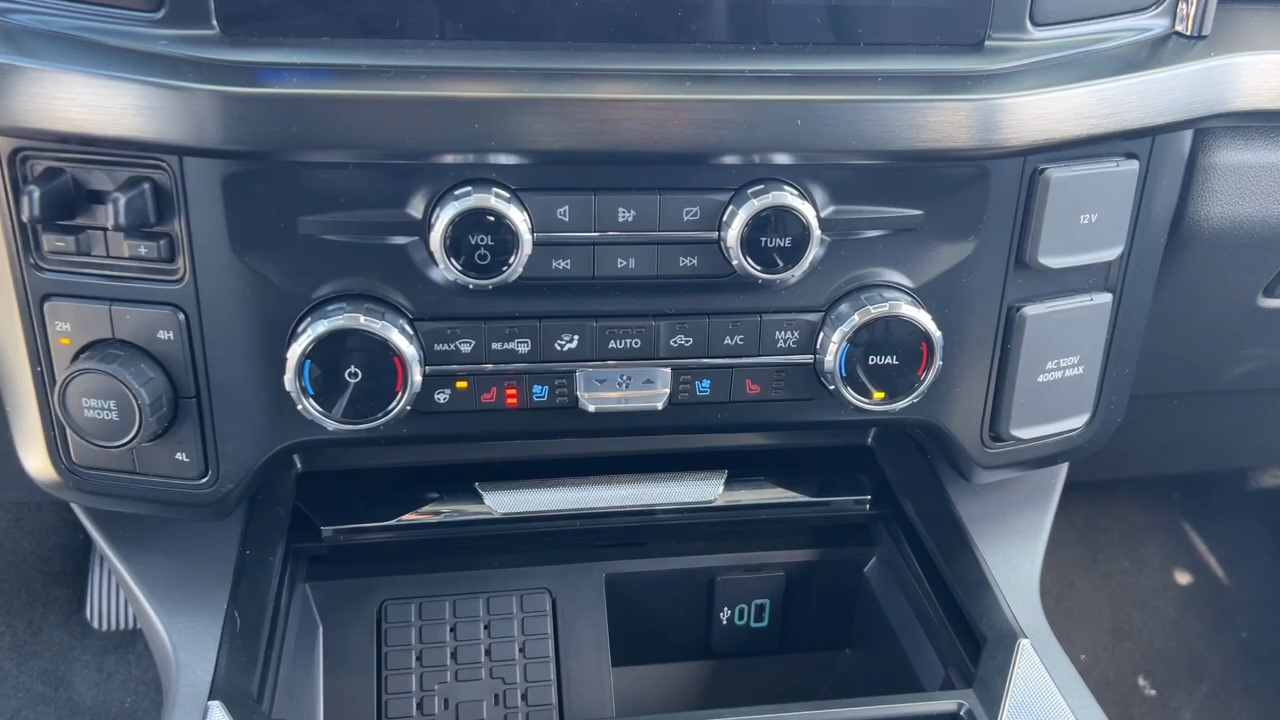 VOL
TUNE
12 V
− +
2H
4H
DRIVE
MODE
4L
MAX
REAR
AUTO
A/C
MAX
A/C
DUAL
AC 120V
400W MAX